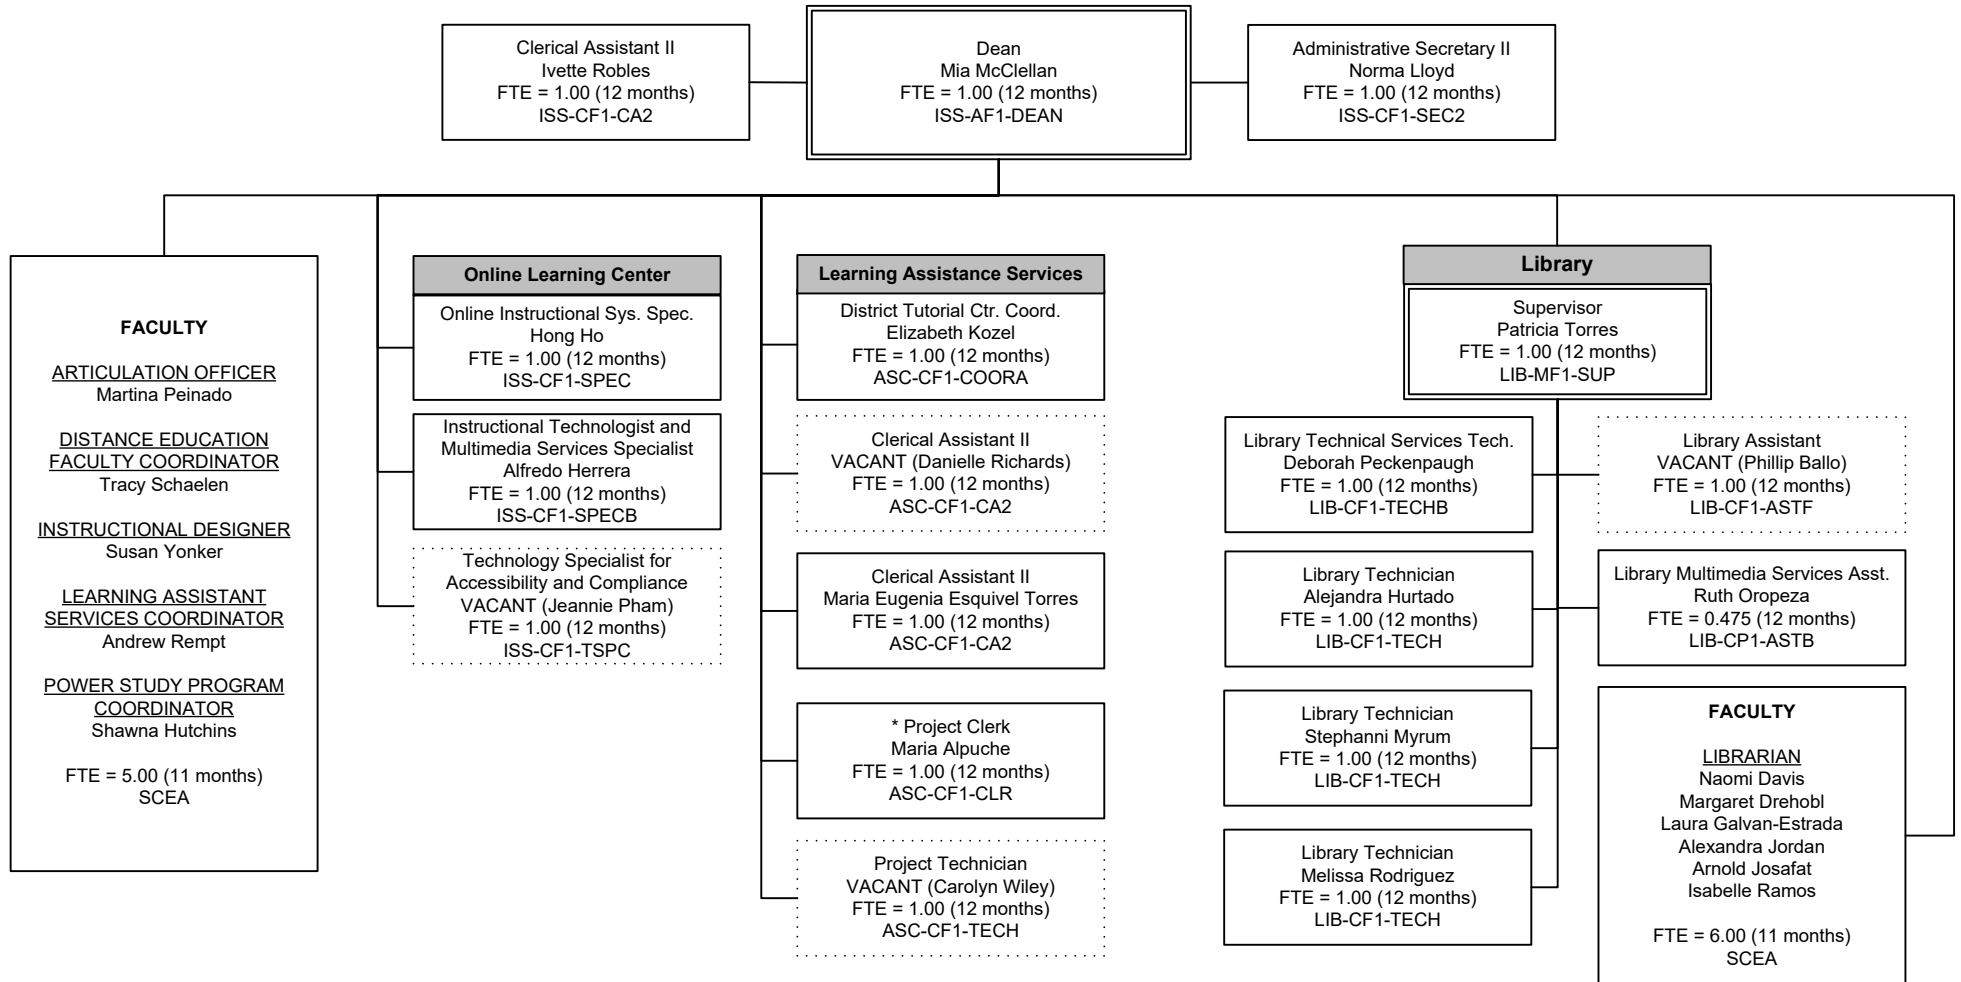 Clerical Assistant II
Ivette Robles
FTE = 1.00 (12 months)
ISS-CF1-CA2
Dean
Mia McClellan
FTE = 1.00 (12 months)
ISS-AF1-DEAN
Administrative Secretary II
Norma Lloyd
FTE = 1.00 (12 months)
ISS-CF1-SEC2
FACULTY
ARTICULATION OFFICER
Martina Peinado
DISTANCE EDUCATION
FACULTY COORDINATOR
Tracy Schaelen
INSTRUCTIONAL DESIGNER
Susan Yonker
LEARNING ASSISTANT
SERVICES COORDINATOR
Andrew Rempt
POWER STUDY PROGRAM
COORDINATOR
Shawna Hutchins
FTE = 5.00 (11 months)
SCEA
Online Learning Center
Online Instructional Sys. Spec.
Hong Ho
FTE = 1.00 (12 months)
ISS-CF1-SPEC
Instructional Technologist and
Multimedia Services Specialist
Alfredo Herrera
FTE = 1.00 (12 months)
ISS-CF1-SPECB
Technology Specialist for
Accessibility and Compliance
VACANT (Jeannie Pham)
FTE = 1.00 (12 months)
ISS-CF1-TSPC
Learning Assistance Services
District Tutorial Ctr. Coord.
Elizabeth Kozel
FTE = 1.00 (12 months)
ASC-CF1-COORA
Clerical Assistant II
VACANT (Danielle Richards)
FTE = 1.00 (12 months)
ASC-CF1-CA2
Clerical Assistant II
Maria Eugenia Esquivel Torres
FTE = 1.00 (12 months)
ASC-CF1-CA2
* Project Clerk
Maria Alpuche
FTE = 1.00 (12 months)
ASC-CF1-CLR
Project Technician
VACANT (Carolyn Wiley)
FTE = 1.00 (12 months)
ASC-CF1-TECH
Library
Supervisor
Patricia Torres
FTE = 1.00 (12 months)
LIB-MF1-SUP
Library Technical Services Tech.
Deborah Peckenpaugh
FTE = 1.00 (12 months)
LIB-CF1-TECHB
Library Technician
Alejandra Hurtado
FTE = 1.00 (12 months)
LIB-CF1-TECH
Library Technician
Stephanni Myrum
FTE = 1.00 (12 months)
LIB-CF1-TECH
Library Technician
Melissa Rodriguez
FTE = 1.00 (12 months)
LIB-CF1-TECH
Library Assistant
VACANT (Phillip Ballo)
FTE = 1.00 (12 months)
LIB-CF1-ASTF
Library Multimedia Services Asst.
Ruth Oropeza
FTE = 0.475 (12 months)
LIB-CP1-ASTB
FACULTY
LIBRARIAN
Naomi Davis
Margaret Drehobl
Laura Galvan-Estrada
Alexandra Jordan
Arnold Josafat
Isabelle Ramos
FTE = 6.00 (11 months)
SCEA